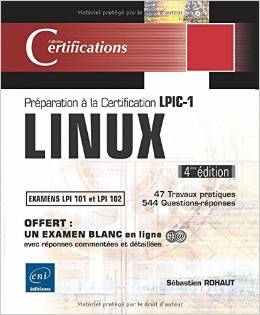 Matériel protégé par le droit d'auteur
Collection
Certifications
Préparation à la Certification LPIC-1
LINUX
4ème édition
EXAMENS LPI 101 et LPI 102
47 Travaux pratiques
544 Questions-réponses
OFFERT :
UN EXAMEN BLANC en ligne
avec réponses commentées et détaillées
eni
éditions
Sébastien ROHAUT
Matériel protégé par le droit d'auteur